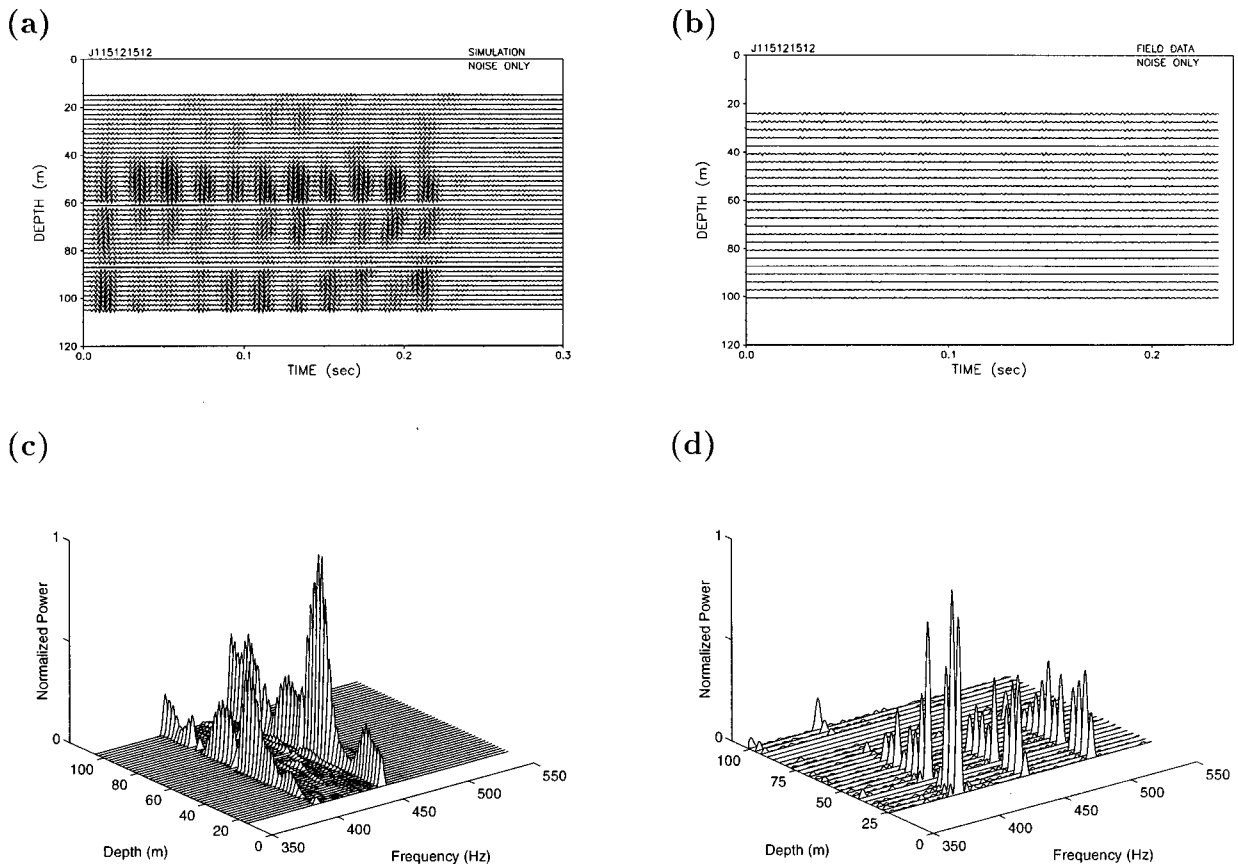 (a)
J115121512
SIMULATION
NOISE ONLY
0
20
40
60
80
100
120
DEPTH (m)
0.0
0.1
0.2
0.3
TIME (sec)
(b)
J115121512
FIELD DATA
NOISE ONLY
0
20
40
60
80
100
120
DEPTH (m)
0.0
0.1
0.2
TIME (sec)
(c)
1
0
Normalized Power
100
80
60
40
20
0
Depth (m)
350
400
450
500
550
Frequency (Hz)
(d)
1
0
Normalized Power
100
75
50
25
0
Depth (m)
350
400
450
500
550
Frequency (Hz)